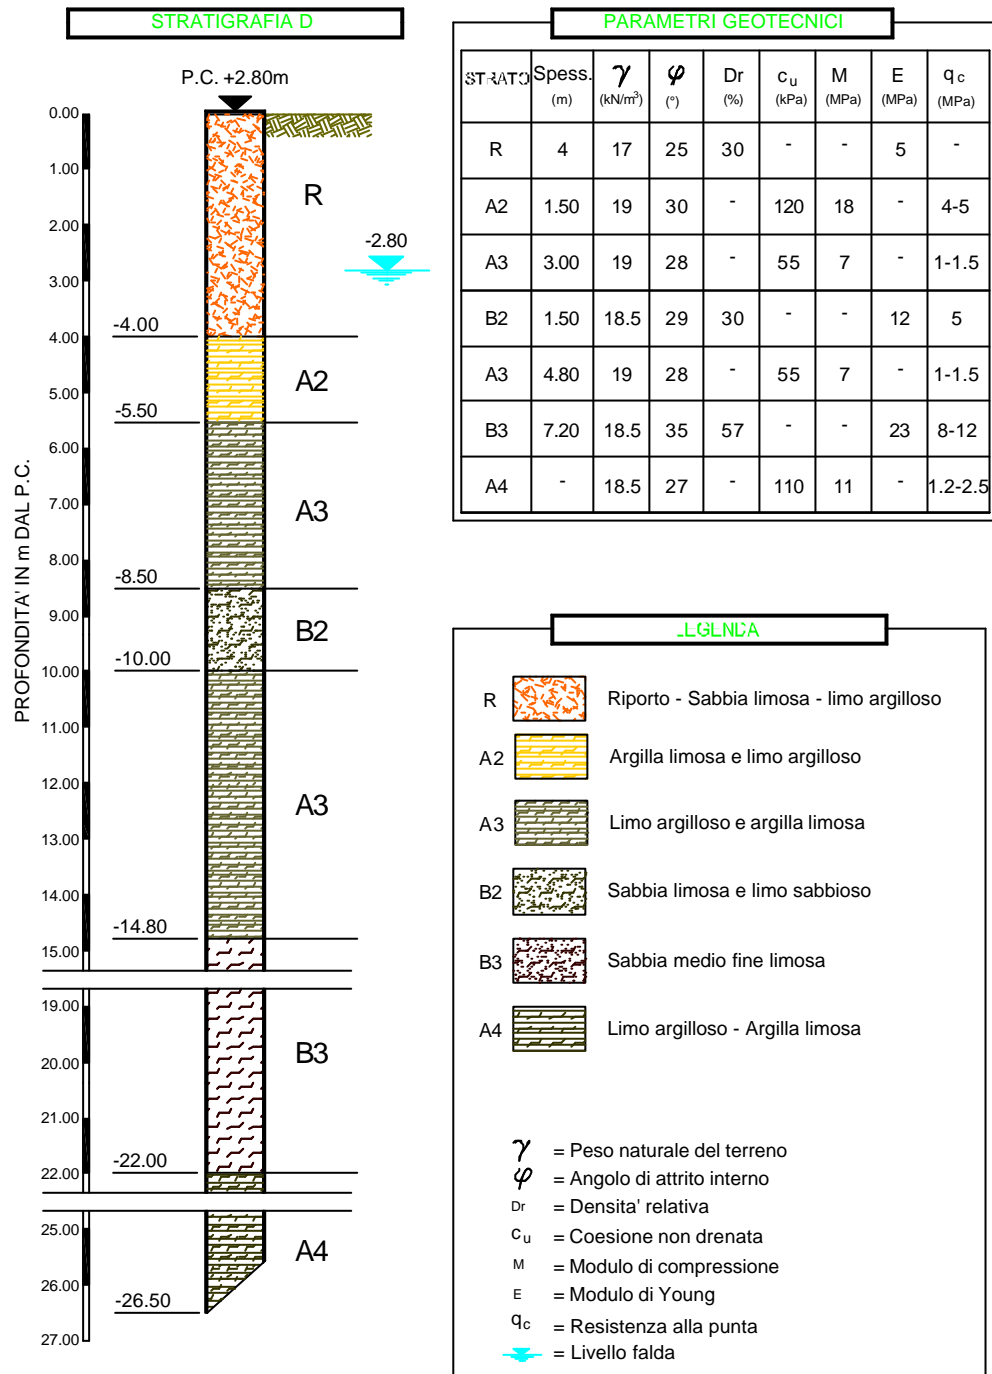 STRATIGRAFIA D
P.C. +2.80m
PROFONDITA' IN m DAL P.C.
0.00
1.00
R
2.00
-2.80
3.00
-4.00
4.00
A2
5.00
-5.50
6.00
7.00
A3
8.00
-8.50
9.00
B2
-10.00
10.00
11.00
12.00
A3
13.00
14.00
-14.80
15.00
19.00
B3
20.00
21.00
-22.00
22.00
25.00
A4
26.00
-26.50
27.00
PARAMETRI GEOTECNICI
STRATO Spess. (m) γ (kN/m³) φ (°) Dr (%) cu (kPa) M (MPa) E (MPa) qc (MPa)
R 4 17 25 30 - - 5 -
A2 1.50 19 30 - 120 18 - 4-5
A3 3.00 19 28 - 55 7 - 1-1.5
B2 1.50 18.5 29 30 - - 12 5
A3 4.80 19 28 - 55 7 - 1-1.5
B3 7.20 18.5 35 57 - - 23 8-12
A4 - 18.5 27 - 110 11 - 1.2-2.5
LEGENDA
R Riporto - Sabbia limosa - limo argilloso
A2 Argilla limosa e limo argilloso
A3 Limo argilloso e argilla limosa
B2 Sabbia limosa e limo sabbioso
B3 Sabbia medio fine limosa
A4 Limo argilloso - Argilla limosa
γ = Peso naturale del terreno
φ = Angolo di attrito interno
Dr = Densita' relativa
cu = Coesione non drenata
M = Modulo di compressione
E = Modulo di Young
qc = Resistenza alla punta
= Livello falda